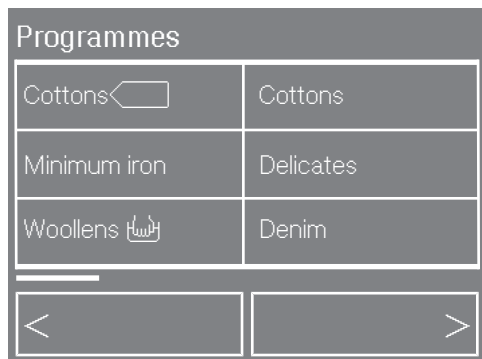 Programmes
Cottons Cottons
Minimum iron Delicates
Woollens Denim
< >